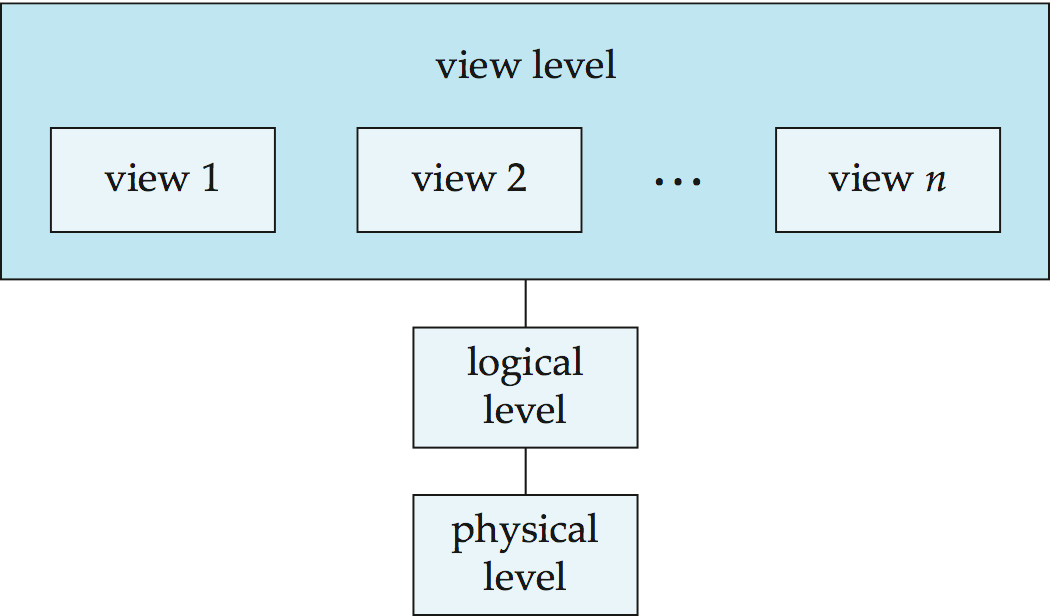 view level
view 1
view 2
...
view n
logical
level
physical
level